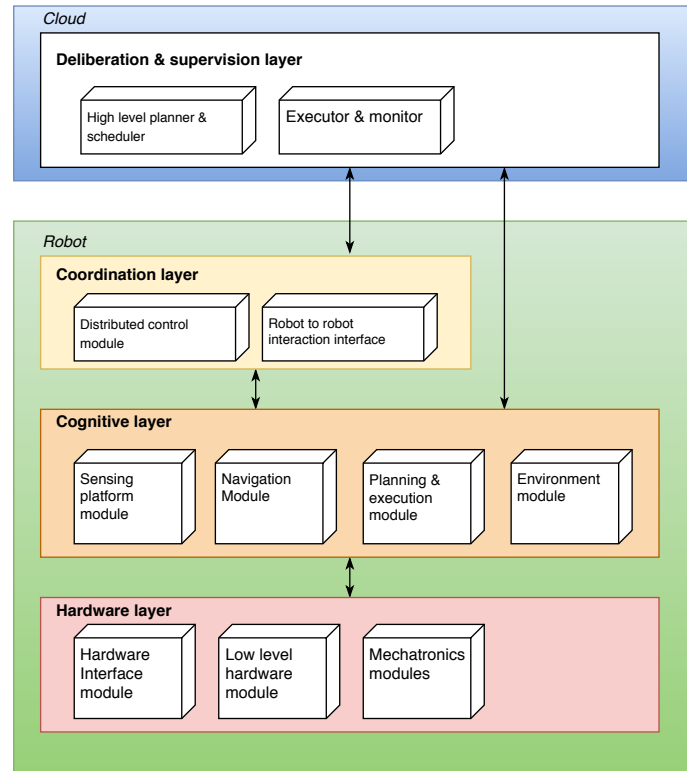 Cloud
Deliberation & supervision layer
High level planner &
scheduler
Executor & monitor
Robot
Coordination layer
Distributed control
module
Robot to robot
interaction interface
Cognitive layer
Sensing
platform
module
Navigation
Module
Planning &
execution
module
Environment
module
Hardware layer
Hardware
Interface
module
Low level
hardware
module
Mechatronics
modules